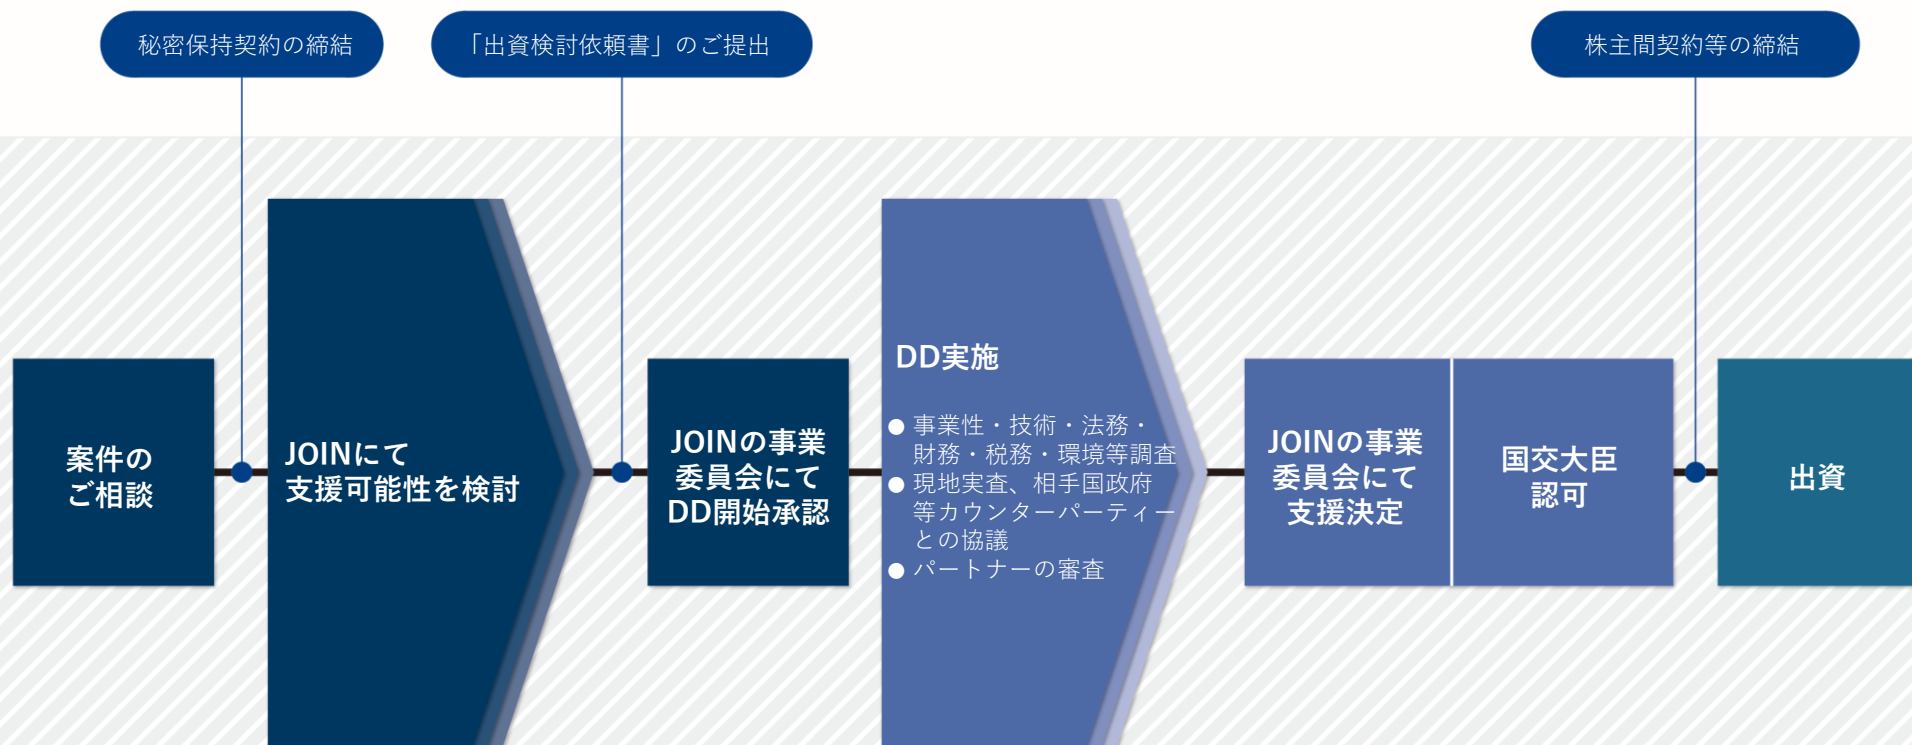 秘密保持契約の締結
「出資検討依頼書」のご提出
株主間契約等の締結
案件の
ご相談
JOINにて
支援可能性を検討
JOINの事業
委員会にて
DD開始承認
DD実施
● 事業性・技術・法務・
財務・税務・環境等調査
● 現地実査、相手国政府
等カウンターパーティー
との協議
● パートナーの審査
JOINの事業
委員会にて
支援決定
国交大臣
認可
出資